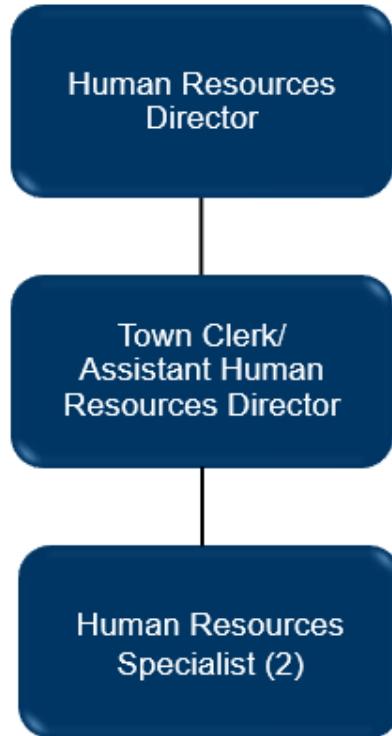 Human Resources
Director
Town Clerk/
Assistant Human
Resources Director
Human Resources
Specialist (2)